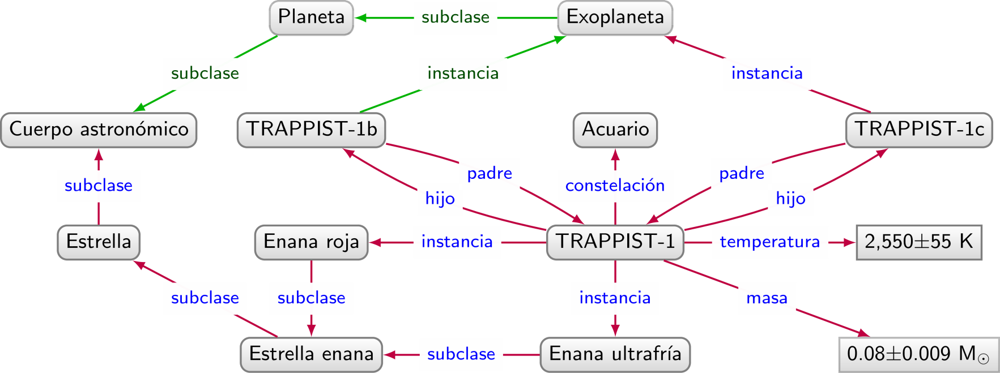 Planeta
subclase
Exoplaneta
subclase
instancia
instancia
Cuerpo astronómico
TRAPPIST-1b
Acuario
TRAPPIST-1c
subclase
padre
hijo
constelación
padre
hijo
Estrella
Enana roja
instancia
TRAPPIST-1
temperatura
2,550±55 K
subclase
subclase
instancia
masa
Estrella enana
subclase
Enana ultrafría
0.08±0.009 M☉